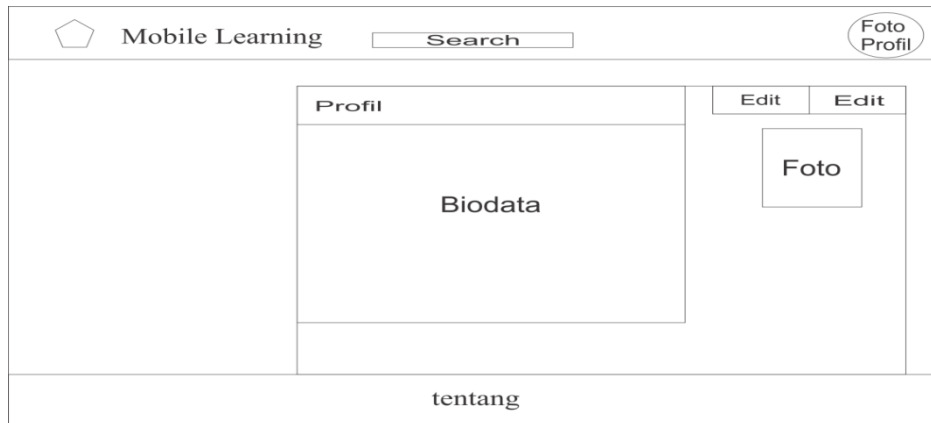 Mobile Learning
Search
Foto
Profil
Profil
Edit
Edit
Foto
Biodata
tentang